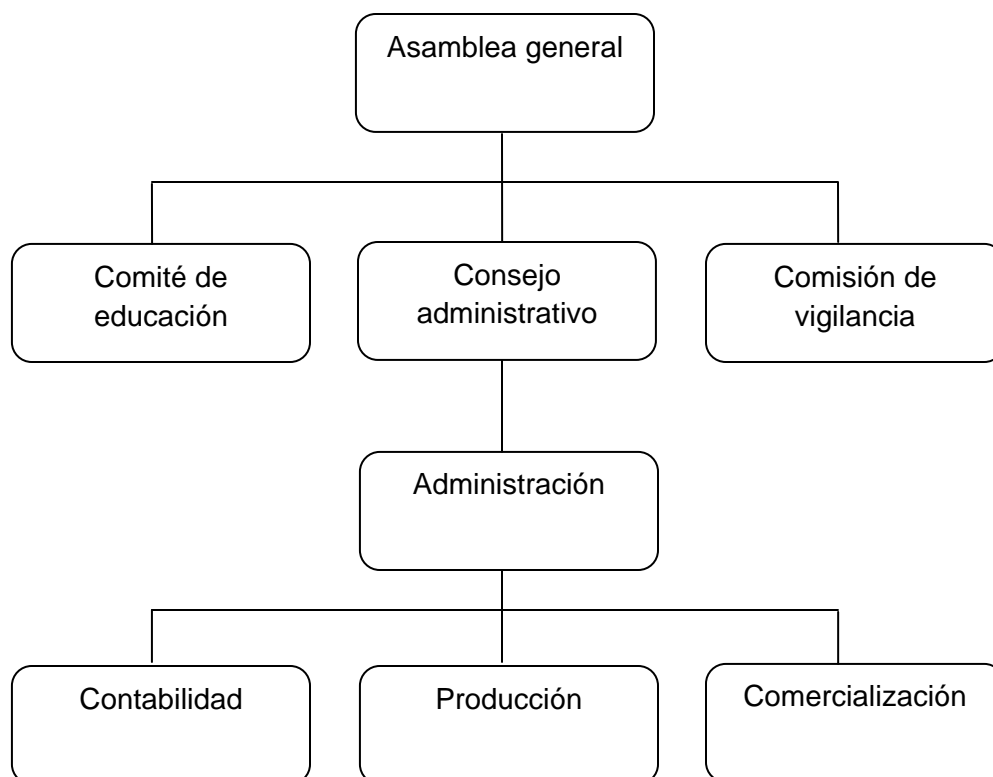 Asamblea general
Comité de
educación
Consejo
administrativo
Comisión de
vigilancia
Administración
Contabilidad
Producción
Comercialización